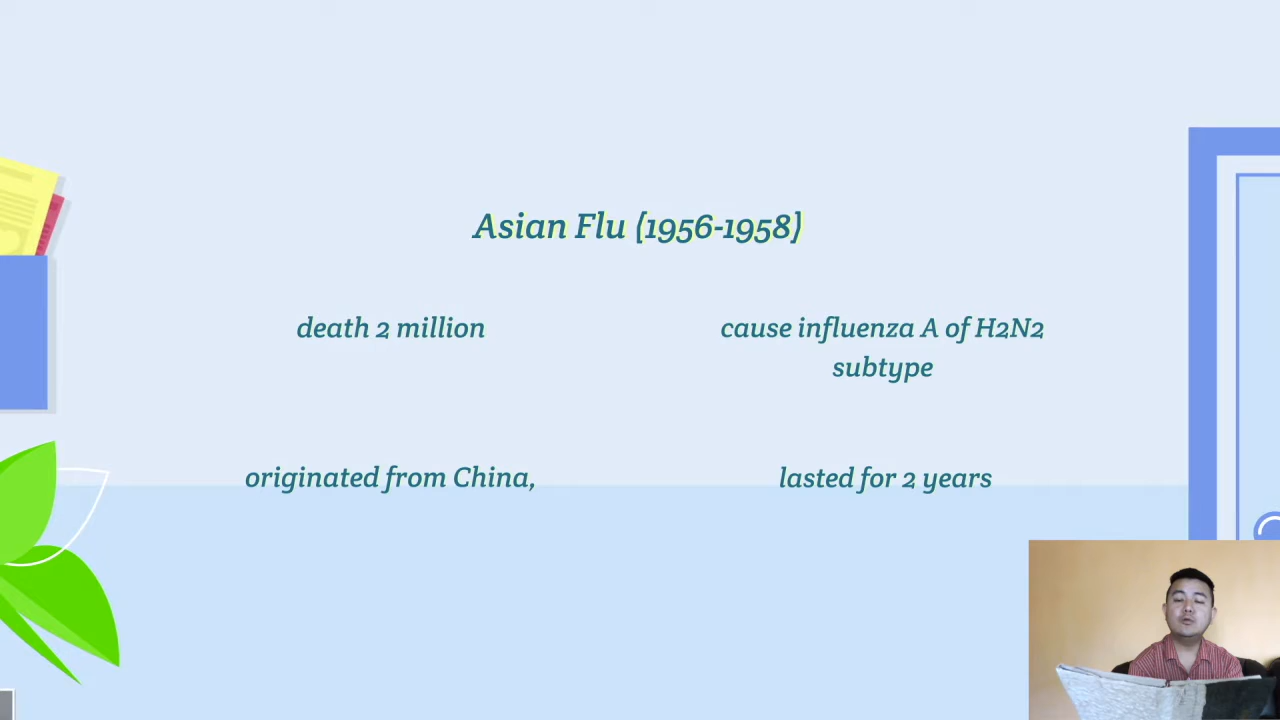 Asian Flu (1956-1958)
death 2 million
cause influenza A of H2N2
subtype
originated from China,
lasted for 2 years